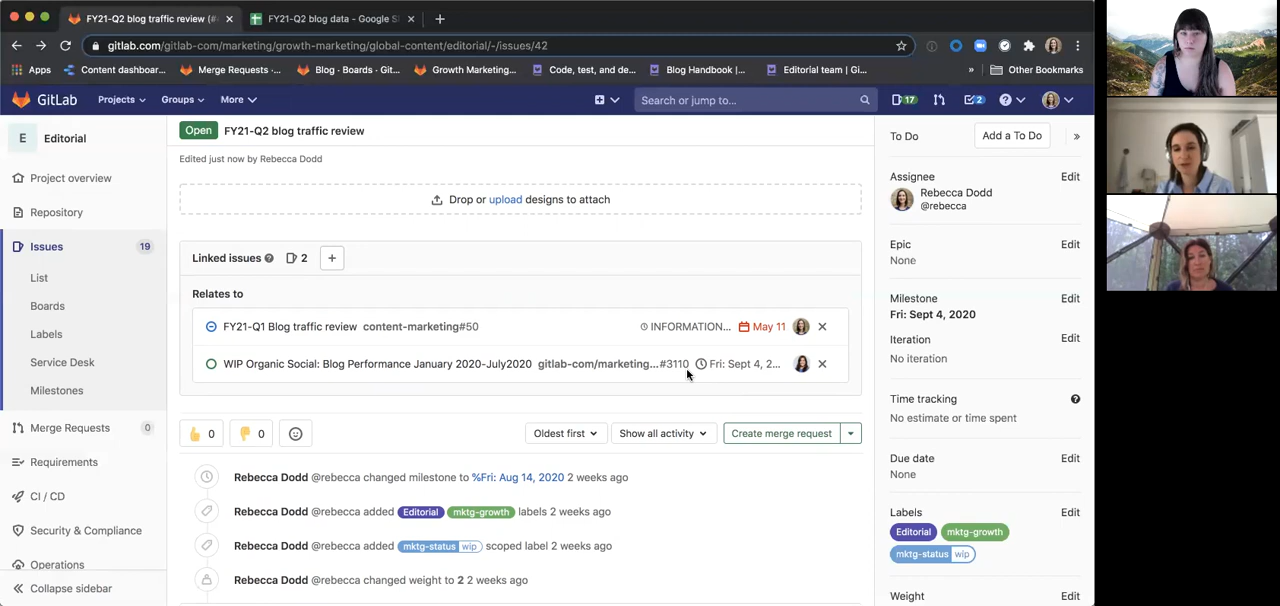 FY21-Q2 blog traffic review (#
FY21-Q2 blog data - Google S
gitlab.com/gitlab-com/marketing/growth-marketing/global-content/editorial/-/issues/42
Apps
Content dashboar...
Merge Requests ·...
Blog · Boards · Git...
Growth Marketing...
Code, test, and de...
Blog Handbook |...
Editorial team | Gi...
»
Other Bookmarks
GitLab
Projects
Groups
More
Search or jump to...
17
2
E
Editorial
Project overview
Repository
Issues 19
List
Boards
Labels
Service Desk
Milestones
Merge Requests 0
Requirements
CI / CD
Security & Compliance
Operations
Collapse sidebar
Open FY21-Q2 blog traffic review
Edited just now by Rebecca Dodd
Drop or upload designs to attach
Linked issues 2
Relates to
FY21-Q1 Blog traffic review content-marketing#50 INFORMATION... May 11
WIP Organic Social: Blog Performance January 2020-July2020 gitlab-com/marketing...#3110 Fri: Sept 4, 2...
0
0
Oldest first
Show all activity
Create merge request
Rebecca Dodd @rebecca changed milestone to %Fri: Aug 14, 2020 2 weeks ago
Rebecca Dodd @rebecca added Editorial mktg-growth labels 2 weeks ago
Rebecca Dodd @rebecca added mktg-status wip scoped label 2 weeks ago
Rebecca Dodd @rebecca changed weight to 2 2 weeks ago
To Do
Add a To Do
»
Assignee Edit
Rebecca Dodd
@rebecca
Epic Edit
None
Milestone Edit
Fri: Sept 4, 2020
Iteration Edit
No iteration
Time tracking
No estimate or time spent
Due date Edit
None
Labels Edit
Editorial mktg-growth
mktg-status wip
Weight Edit